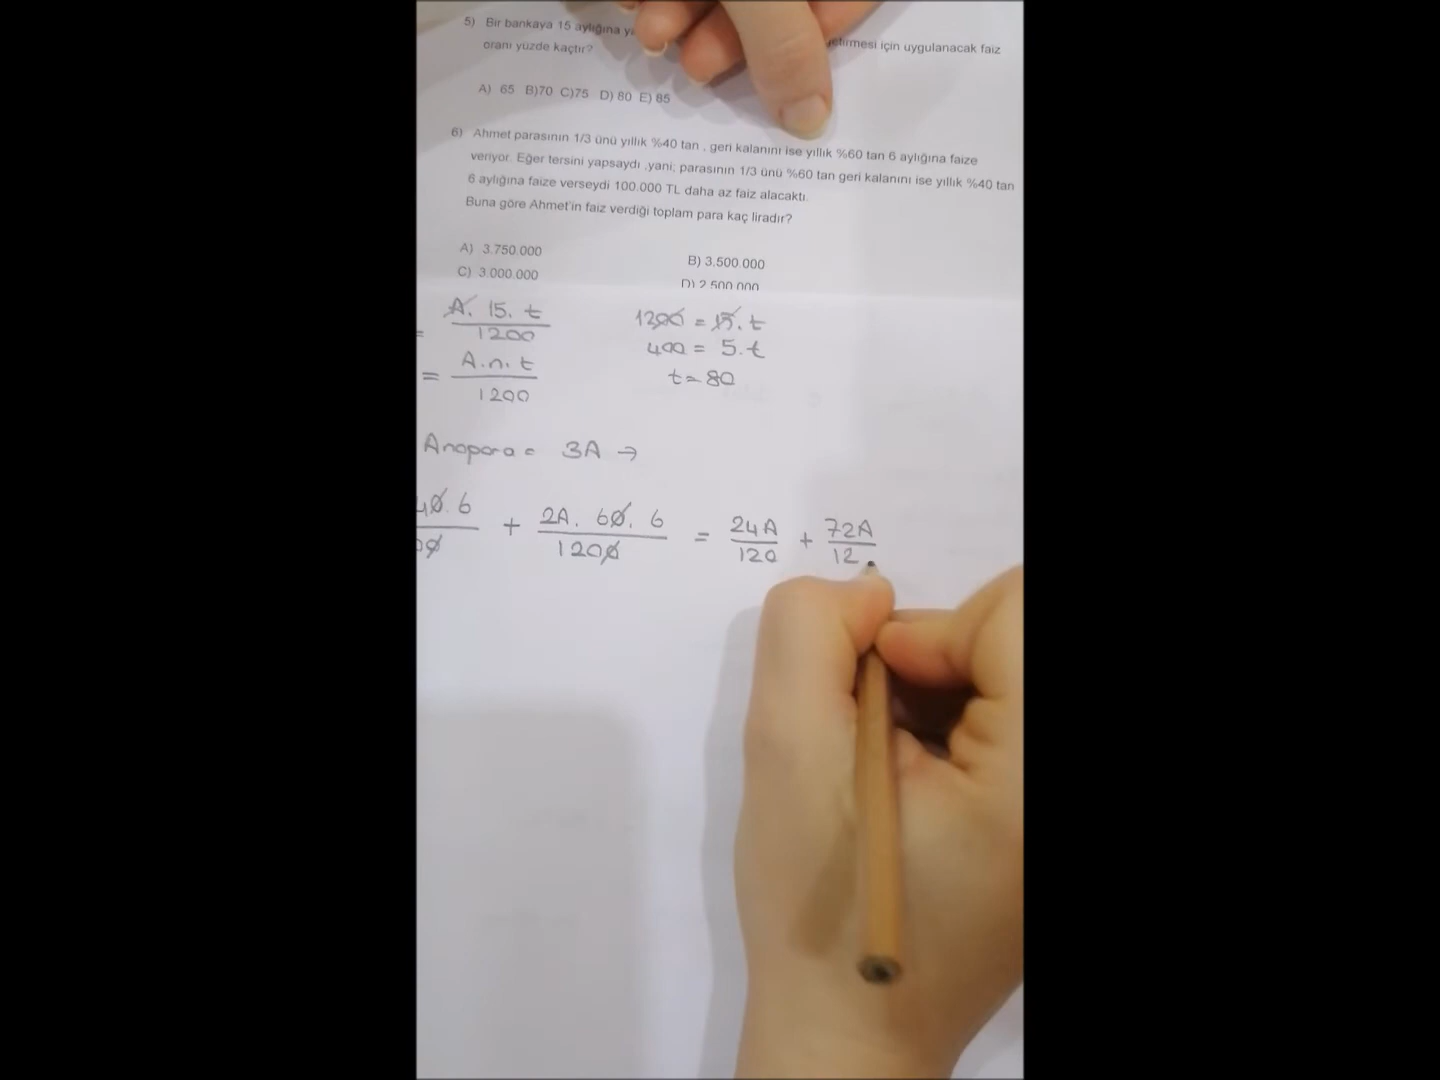 5) Bir bankaya 15 aylığına için uygulanacak faiz
oranı yüzde kaçtır?
A) 65 B)70 C)75 D) 80 E) 85
6) Ahmet parasının 1/3 ünü yıllık %40 tan , geri kalanını ise yıllık %60 tan 6 aylığına faize
veriyor. Eğer tersini yapsaydı ,yani; parasının 1/3 ünü %60 tan geri kalanını ise yıllık %40 tan
6 aylığına faize verseydi 100.000 TL daha az faiz alacaktı.
Buna göre Ahmet'in faiz verdiği toplam para kaç liradır?
A) 3.750.000 B) 3.500.000
C) 3.000.000 D) 2.500.000
A. 15. t
= 1200
1200 = 15. t
400 = 5. t
t = 80
= A. n. t
1200
Anapara = 3A →
40. 6 + 2A. 60. 6 = 24A + 72A
1200 120 12